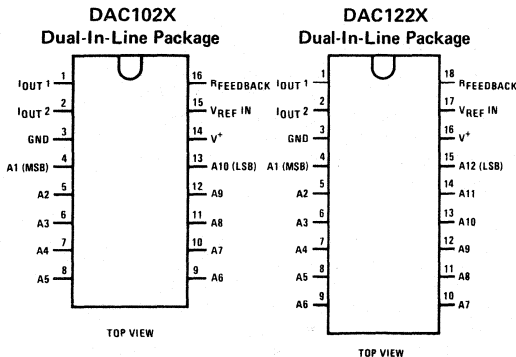 DAC102X
Dual-In-Line Package
IOUT 1 1
IOUT 2 2
GND 3
A1 (MSB) 4
A2 5
A3 6
A4 7
A5 8
16 RFEEDBACK
15 VREF IN
14 V+
13 A10 (LSB)
12 A9
11 A8
10 A7
9 A6
TOP VIEW
DAC122X
Dual-In-Line Package
IOUT 1 1
IOUT 2 2
GND 3
A1 (MSB) 4
A2 5
A3 6
A4 7
A5 8
A6 9
18 RFEEDBACK
17 VREF IN
16 V+
15 A12 (LSB)
14 A11
13 A10
12 A9
11 A8
10 A7
TOP VIEW